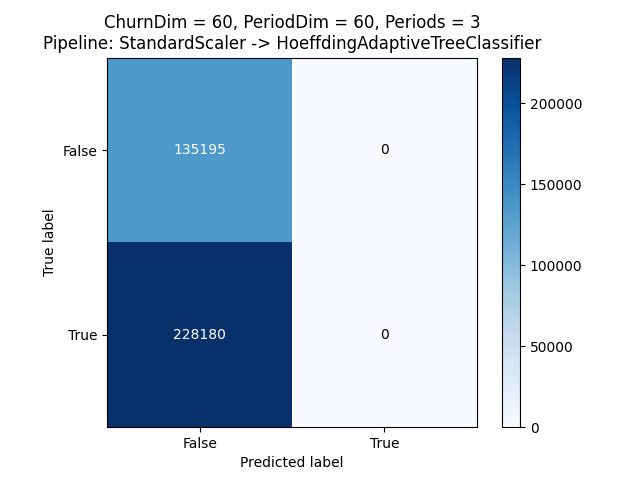 ChurnDim = 60, PeriodDim = 60, Periods = 3
Pipeline: StandardScaler -> HoeffdingAdaptiveTreeClassifier
False
135195
0
True
228180
0
True label
False
True
Predicted label
200000
150000
100000
50000
0